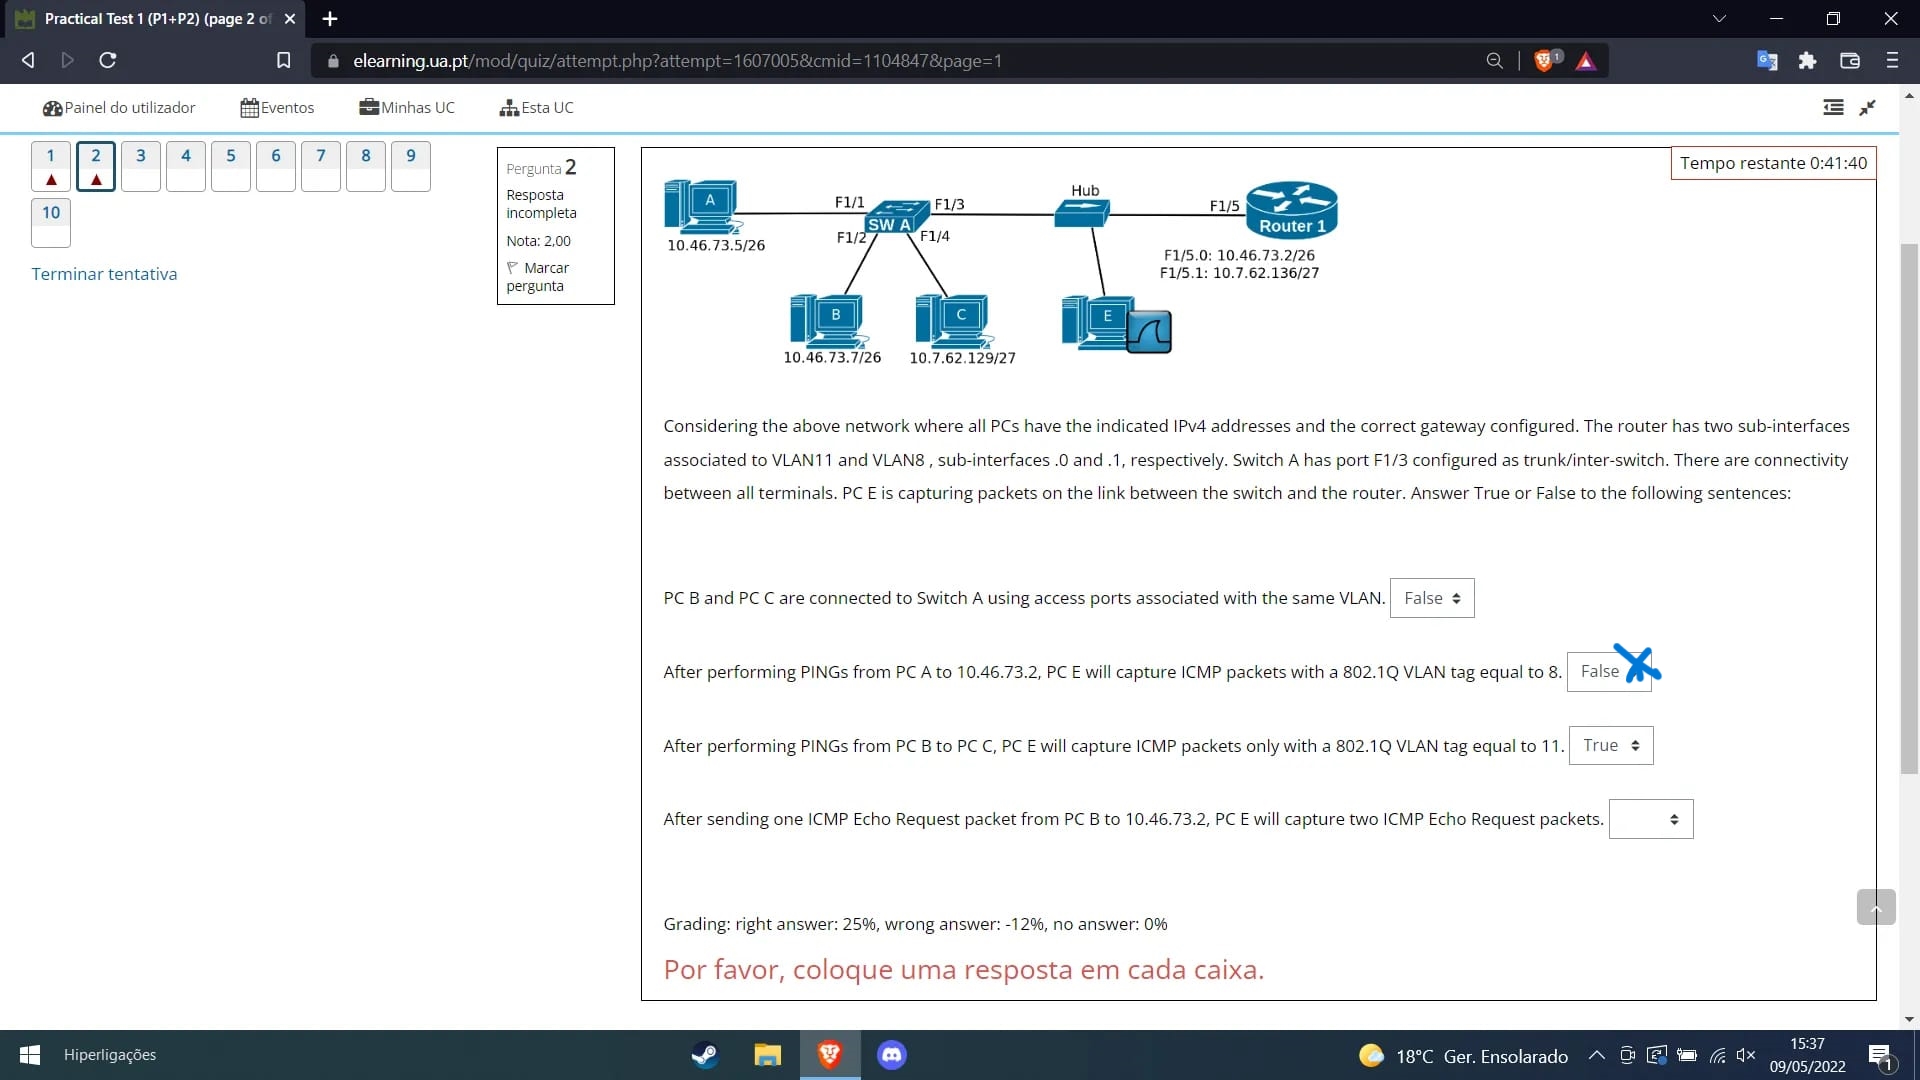 Practical Test 1 (P1+P2) (page 2 of
elearning.ua.pt/mod/quiz/attempt.php?attempt=1607005&cmid=1104847&page=1
1
Painel do utilizador
Eventos
Minhas UC
Esta UC
1
2
3
4
5
6
7
8
9
10
Terminar tentativa
Pergunta 2
Resposta
incompleta
Nota: 2,00
Marcar
pergunta
Tempo restante 0:41:40
A
10.46.73.5/26
F1/1
F1/3
SW A
F1/2
F1/4
Hub
F1/5
Router 1
F1/5.0: 10.46.73.2/26
F1/5.1: 10.7.62.136/27
B
C
E
10.46.73.7/26
10.7.62.129/27
Considering the above network where all PCs have the indicated IPv4 addresses and the correct gateway configured. The router has two sub-interfaces
associated to VLAN11 and VLAN8 , sub-interfaces .0 and .1, respectively. Switch A has port F1/3 configured as trunk/inter-switch. There are connectivity
between all terminals. PC E is capturing packets on the link between the switch and the router. Answer True or False to the following sentences:
PC B and PC C are connected to Switch A using access ports associated with the same VLAN. False
After performing PINGs from PC A to 10.46.73.2, PC E will capture ICMP packets with a 802.1Q VLAN tag equal to 8. False
After performing PINGs from PC B to PC C, PC E will capture ICMP packets only with a 802.1Q VLAN tag equal to 11. True
After sending one ICMP Echo Request packet from PC B to 10.46.73.2, PC E will capture two ICMP Echo Request packets.
Grading: right answer: 25%, wrong answer: -12%, no answer: 0%
Por favor, coloque uma resposta em cada caixa.
Hiperligações
18°C Ger. Ensolarado
15:37
09/05/2022
1